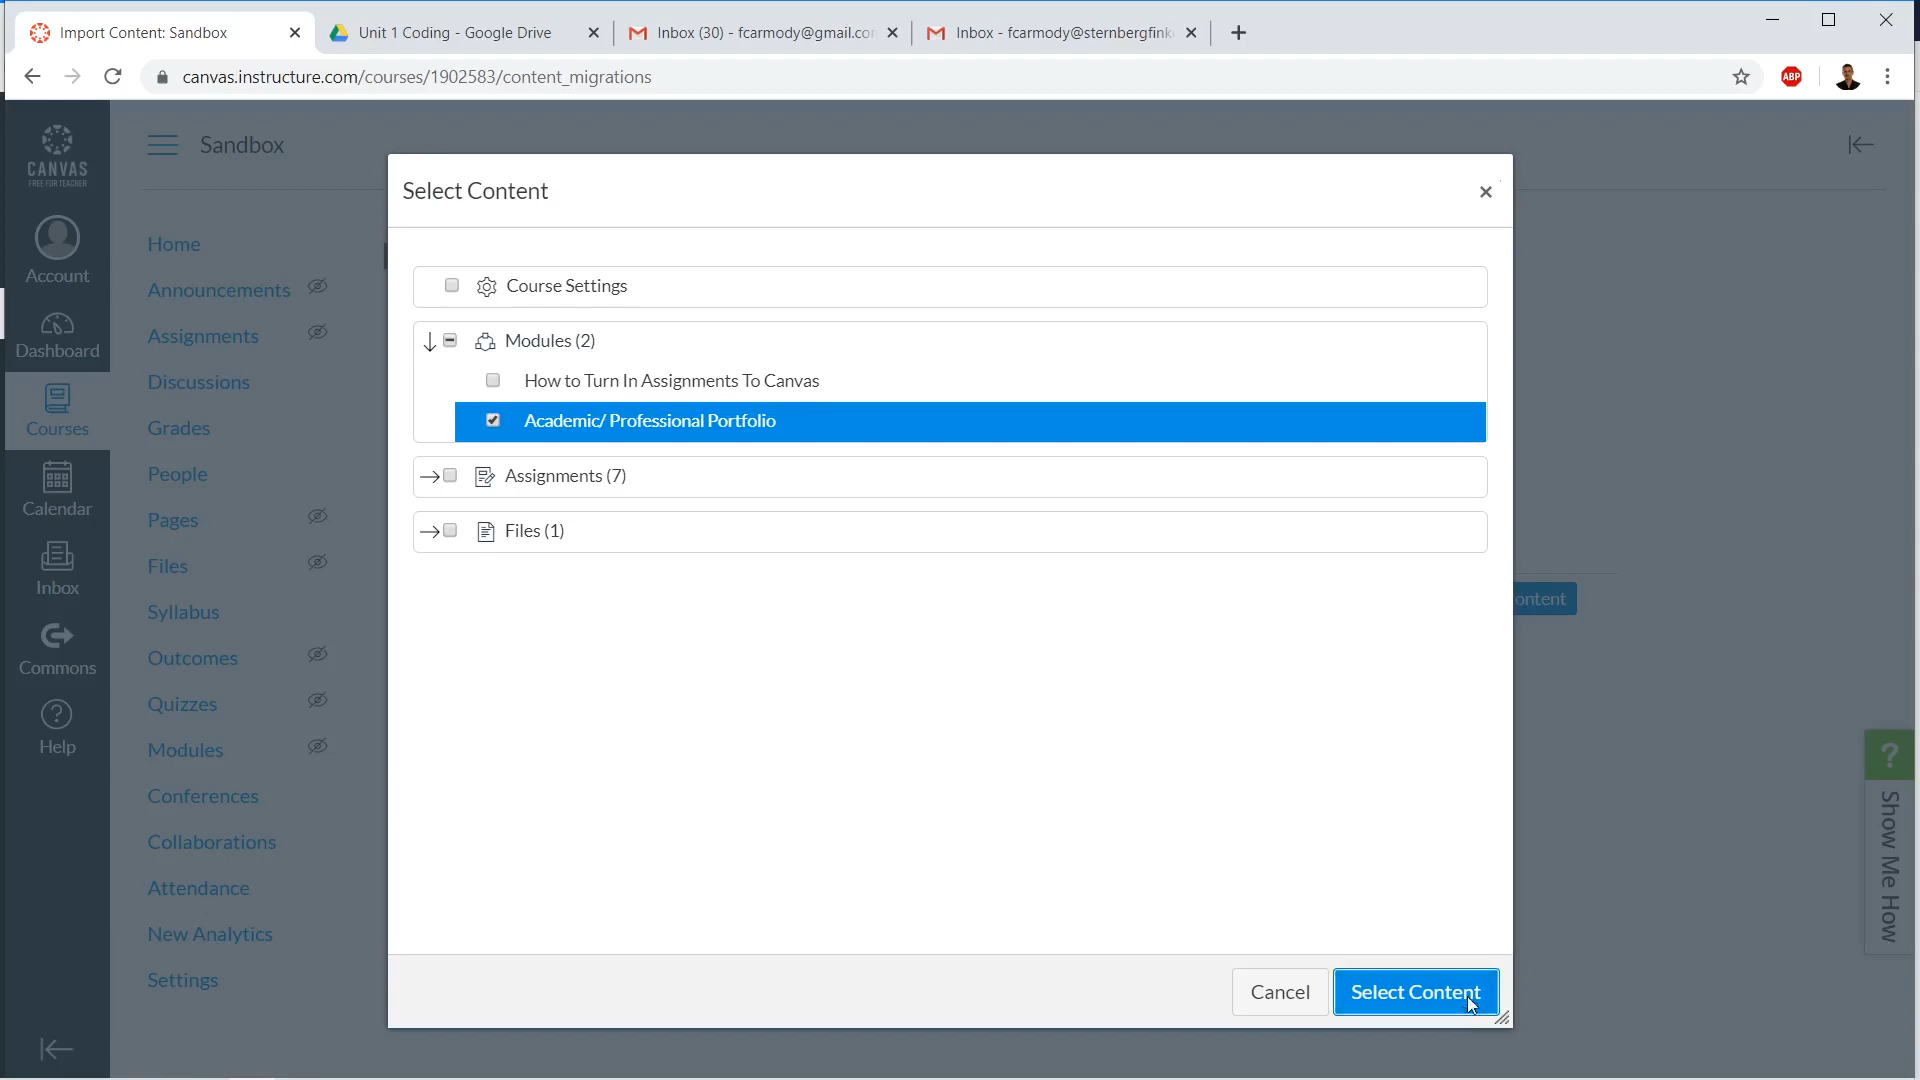 Import Content: Sandbox
Unit 1 Coding - Google Drive
Inbox (30) - fcarmody@gmail.co
Inbox - fcarmody@sternbergfink
canvas.instructure.com/courses/1902583/content_migrations
ABP
CANVAS
FREE FOR TEACHER
Account
Dashboard
Courses
Calendar
Inbox
Commons
Help
Sandbox
Home
Announcements
Assignments
Discussions
Grades
People
Pages
Files
Syllabus
Outcomes
Quizzes
Modules
Conferences
Collaborations
Attendance
New Analytics
Settings
Select Content
Course Settings
Modules (2)
How to Turn In Assignments To Canvas
Academic/ Professional Portfolio
Assignments (7)
Files (1)
Cancel
Select Content
ontent
?
Show Me How